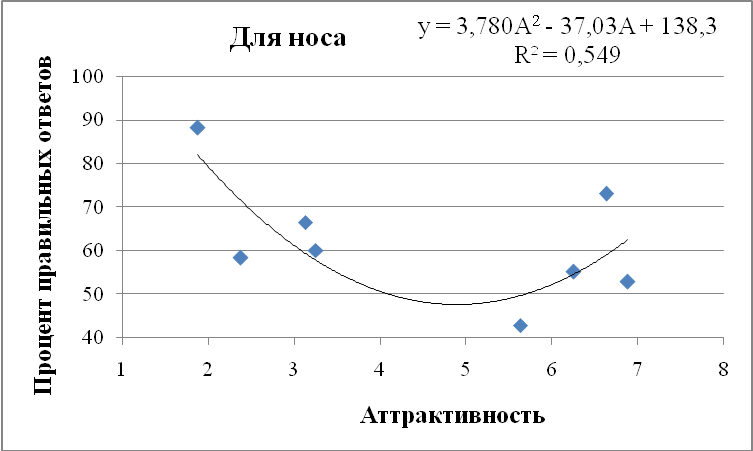 Для носа
y = 3,780A² - 37,03A + 138,3
R² = 0,549
Процент правильных ответов
100
90
80
70
60
50
40
1 2 3 4 5 6 7 8
Аттрактивность